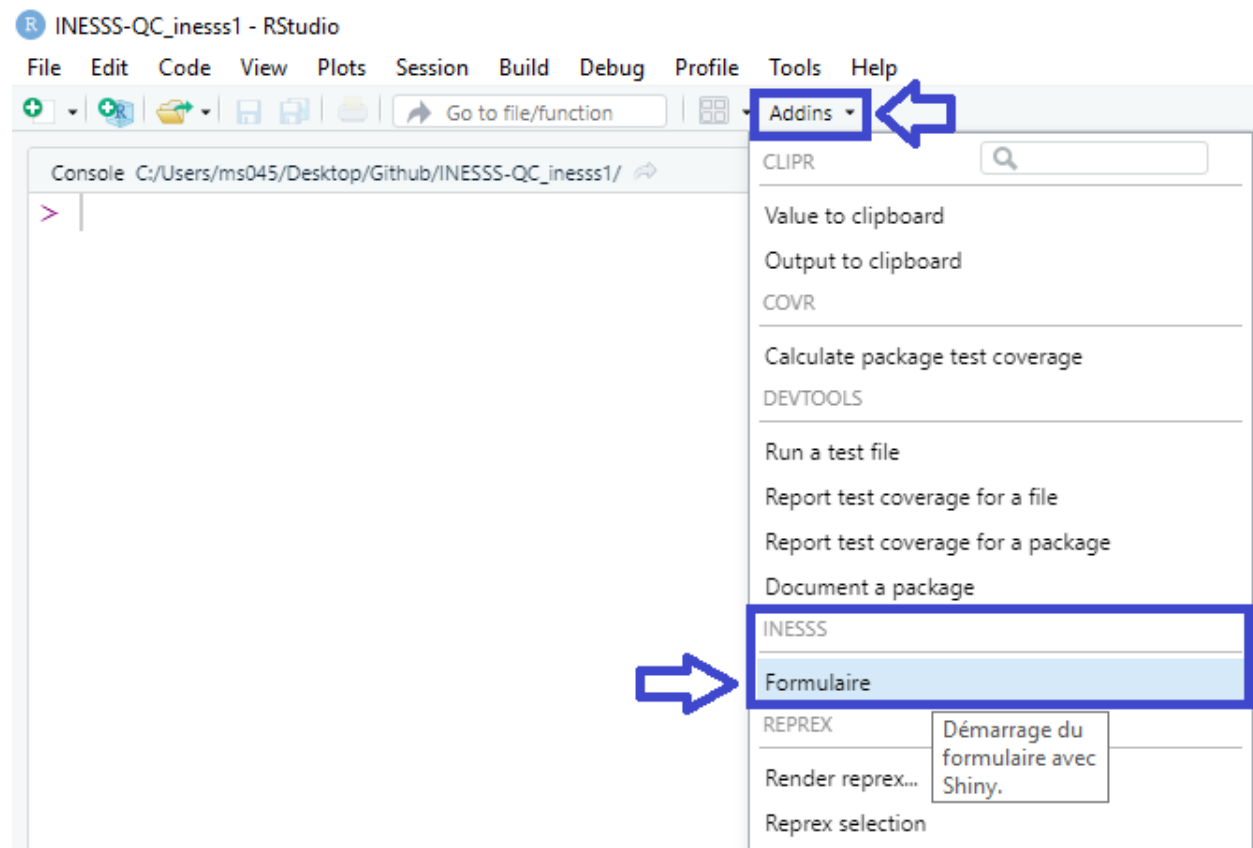 INESSS-QC_inesss1 - RStudio
File Edit Code View Plots Session Build Debug Profile Tools Help
Go to file/function Addins
Console C:/Users/ms045/Desktop/Github/INESSS-QC_inesss1/
>
CLIPR
Value to clipboard
Output to clipboard
COVR
Calculate package test coverage
DEVTOOLS
Run a test file
Report test coverage for a file
Report test coverage for a package
Document a package
INESSS
Formulaire
REPREX
Démarrage du
formulaire avec
Shiny.
Render reprex...
Reprex selection